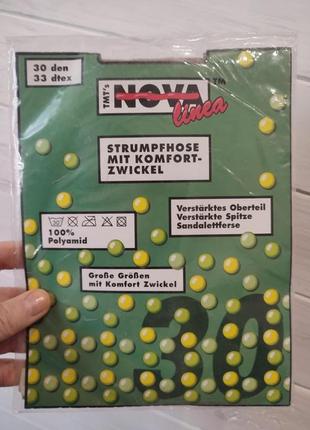 30 den
33 dtex
TMT's
NOVA
linea
TM
STRUMPFHOSE
MIT KOMFORT-
ZWICKEL
30
100%
Polyamid
Verstärktes Oberteil
Verstärkte Spitze
Sandalettferse
Große Größen
mit Komfort Zwickel
30